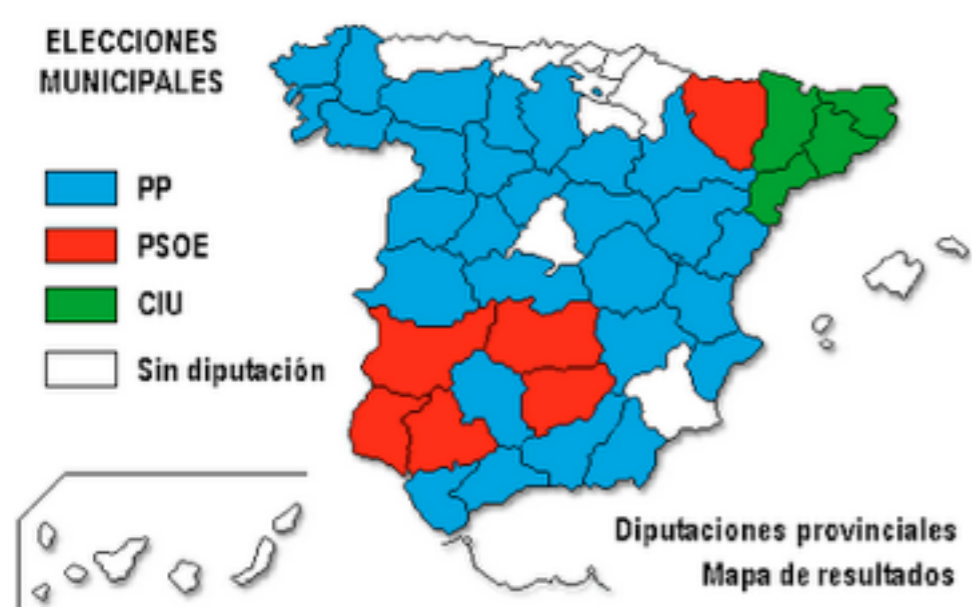 ELECCIONES
MUNICIPALES
PP
PSOE
CIU
Sin diputación
Diputaciones provinciales
Mapa de resultados